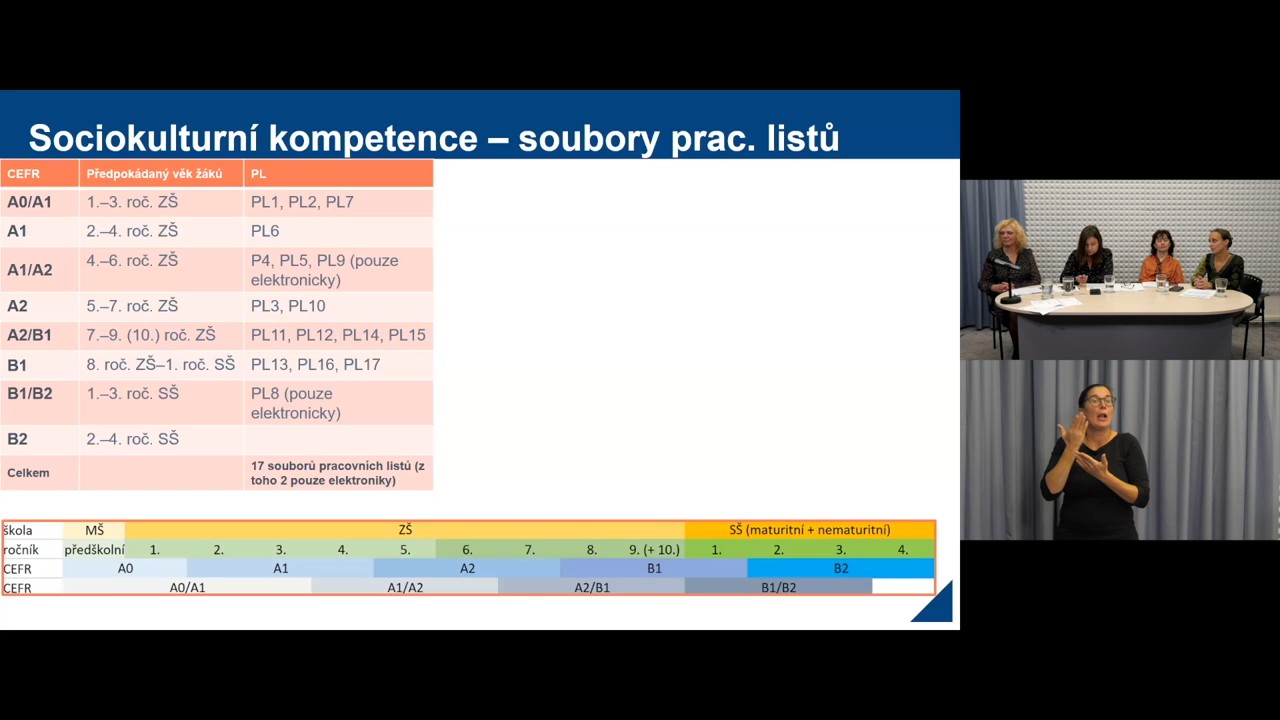 Sociokulturní kompetence – soubory prac. listů
CEFR Předpokádaný věk žáků PL
A0/A1 1.–3. roč. ZŠ PL1, PL2, PL7
A1 2.–4. roč. ZŠ PL6
A1/A2 4.–6. roč. ZŠ P4, PL5, PL9 (pouze
elektronicky)
A2 5.–7. roč. ZŠ PL3, PL10
A2/B1 7.–9. (10.) roč. ZŠ PL11, PL12, PL14, PL15
B1 8. roč. ZŠ–1. roč. SŠ PL13, PL16, PL17
B1/B2 1.–3. roč. SŠ PL8 (pouze
elektronicky)
B2 2.–4. roč. SŠ
Celkem 17 souborů pracovních listů (z
toho 2 pouze elektroniky)
škola MŠ ZŠ SŠ (maturitní + nematuritní)
ročník předškolní 1. 2. 3. 4. 5. 6. 7. 8. 9. (+ 10.) 1. 2. 3. 4.
CEFR A0 A1 A2 B1 B2
CEFR A0/A1 A1/A2 A2/B1 B1/B2